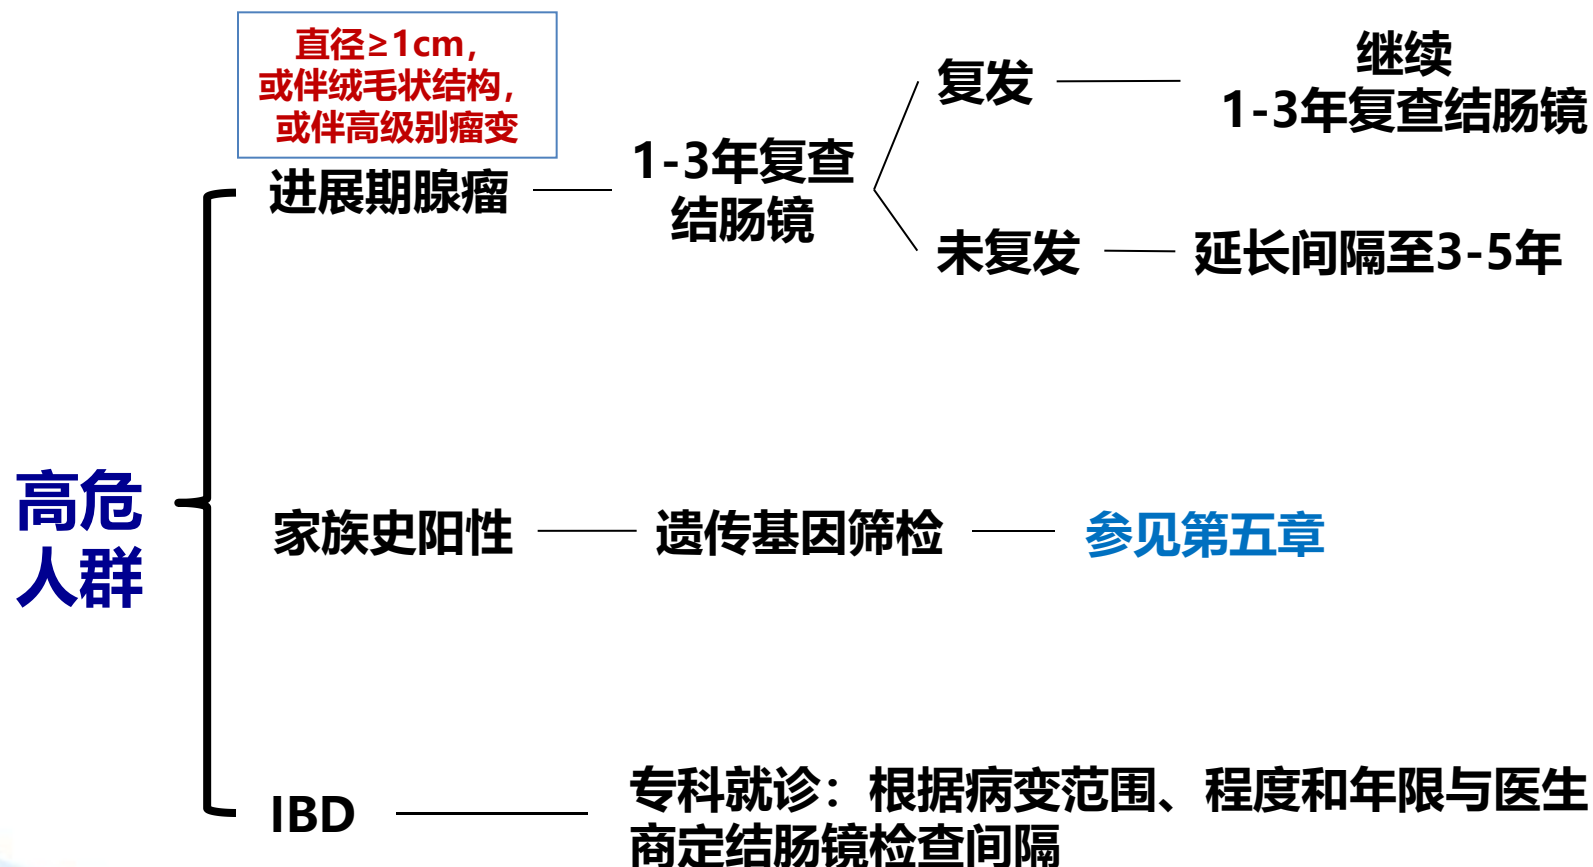 直径≥1cm，
或伴绒毛状结构，
或伴高级别瘤变
进展期腺瘤
1-3年复查
结肠镜
复发
继续
1-3年复查结肠镜
未复发
延长间隔至3-5年
高危
人群
家族史阳性
遗传基因筛检
参见第五章
IBD
专科就诊：根据病变范围、程度和年限与医生
商定结肠镜检查间隔